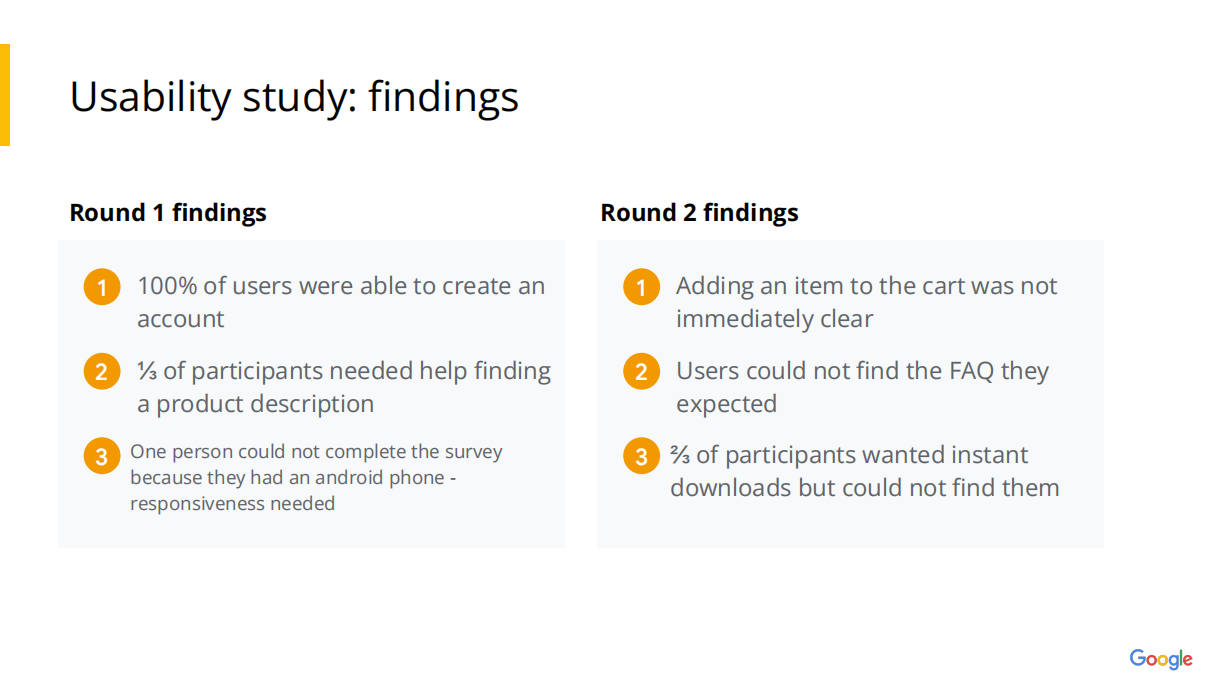 Usability study: findings
Round 1 findings
1 100% of users were able to create an
account
2 ⅓ of participants needed help finding
a product description
3 One person could not complete the survey
because they had an android phone -
responsiveness needed
Round 2 findings
1 Adding an item to the cart was not
immediately clear
2 Users could not find the FAQ they
expected
3 ⅔ of participants wanted instant
downloads but could not find them
Google